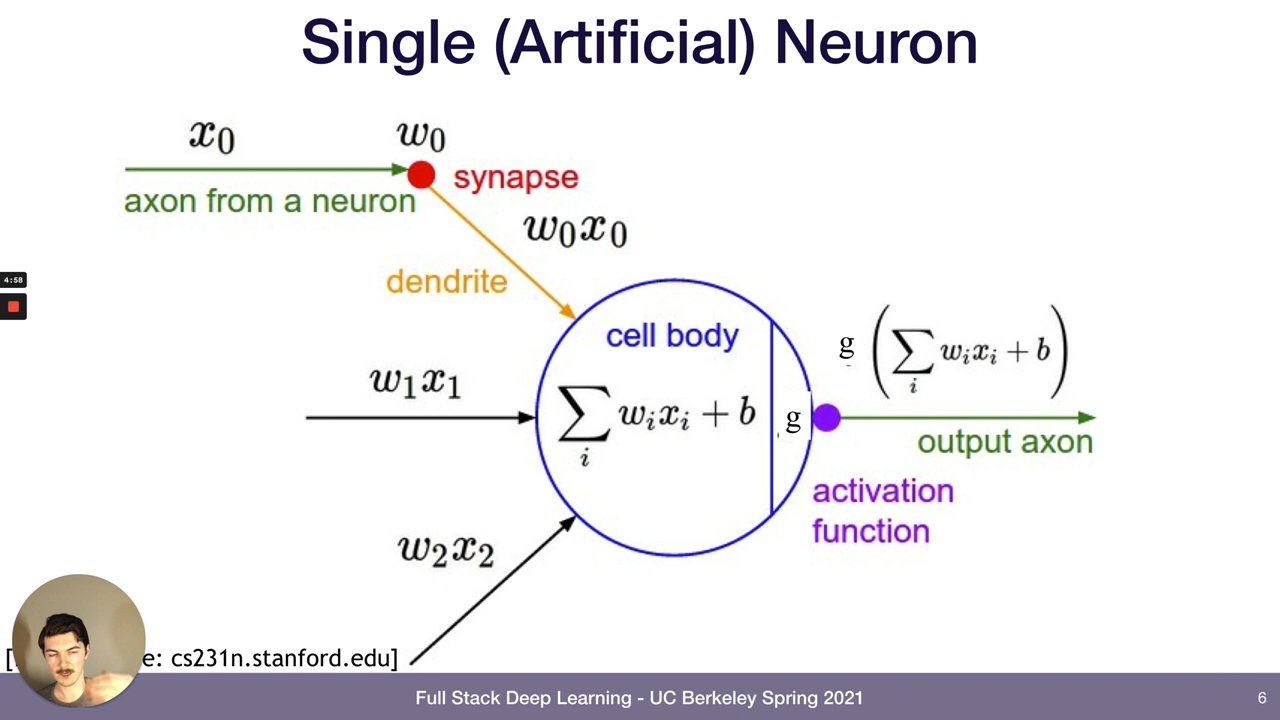 Single (Artificial) Neuron
x₀
w₀
synapse
axon from a neuron
w₀x₀
dendrite
4:58
cell body
g (∑ᵢ wᵢxᵢ + b)
w₁x₁
∑ᵢ wᵢxᵢ + b
g
output axon
activation
function
w₂x₂
e: cs231n.stanford.edu]
Full Stack Deep Learning - UC Berkeley Spring 2021
6